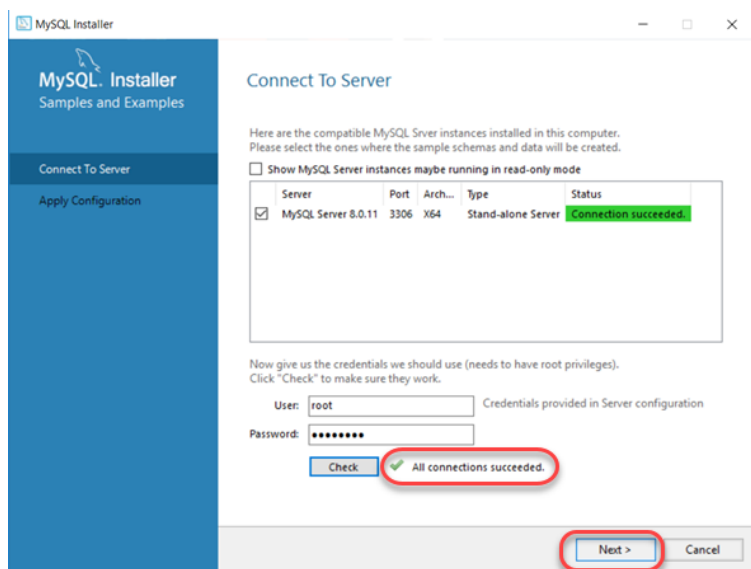 MySQL Installer
MySQL. Installer
Samples and Examples
Connect To Server
Apply Configuration
Connect To Server
Here are the compatible MySQL Srver instances installed in this computer.
Please select the ones where the sample schemas and data will be created.
Show MySQL Server instances maybe running in read-only mode
Server Port Arch... Type Status
MySQL Server 8.0.11 3306 X64 Stand-alone Server Connection succeeded.
Now give us the credentials we should use (needs to have root privileges).
Click "Check" to make sure they work.
User: root Credentials provided in Server configuration
Password: ••••••••
Check All connections succeeded.
Next > Cancel